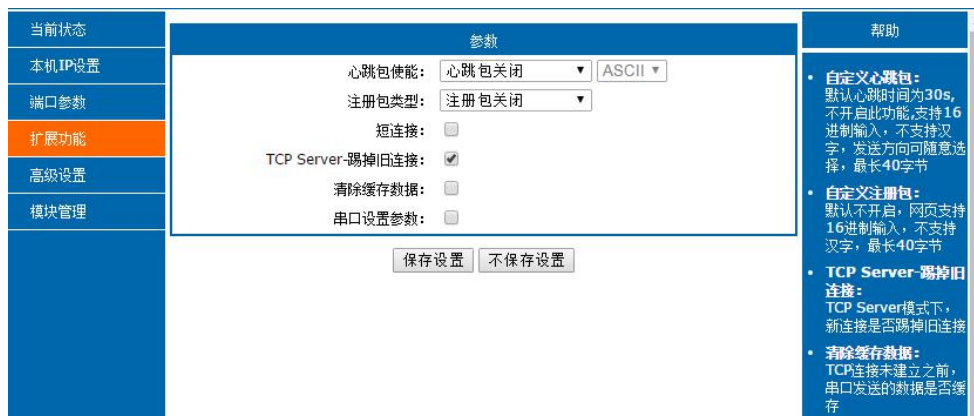 当前状态
本机IP设置
端口参数
扩展功能
高级设置
模块管理
参数
心跳包使能： 心跳包关闭 ASCII
注册包类型： 注册包关闭
短连接：
TCP Server-踢掉旧连接：
清除缓存数据：
串口设置参数：
保存设置 不保存设置
帮助
自定义心跳包：
默认心跳时间为30s,
不开启此功能,支持16
进制输入，不支持汉
字，发送方向可随意选
择，最长40字节
自定义注册包：
默认不开启，网页支持
16进制输入，不支持
汉字，最长40字节
TCP Server-踢掉旧
连接：
TCP Server模式下，
新连接是否踢掉旧连接
清除缓存数据：
TCP连接未建立之前，
串口发送的数据是否缓
存